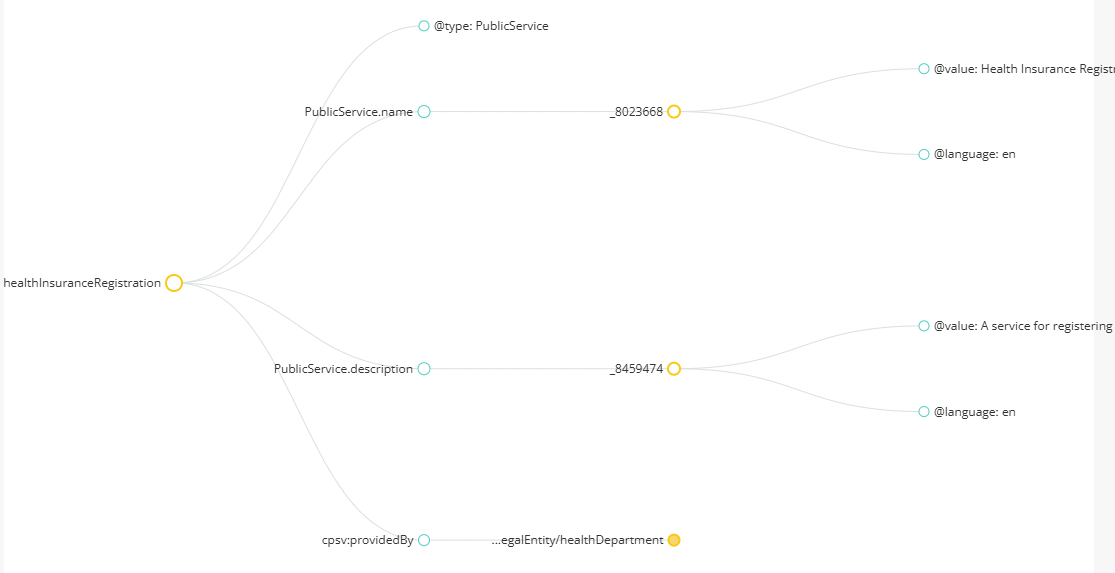 @type: PublicService
@value: Health Insurance Registr
PublicService.name
_8023668
@language: en
healthInsuranceRegistration
@value: A service for registering
PublicService.description
_8459474
@language: en
cpsv:providedBy
...egalEntity/healthDepartment